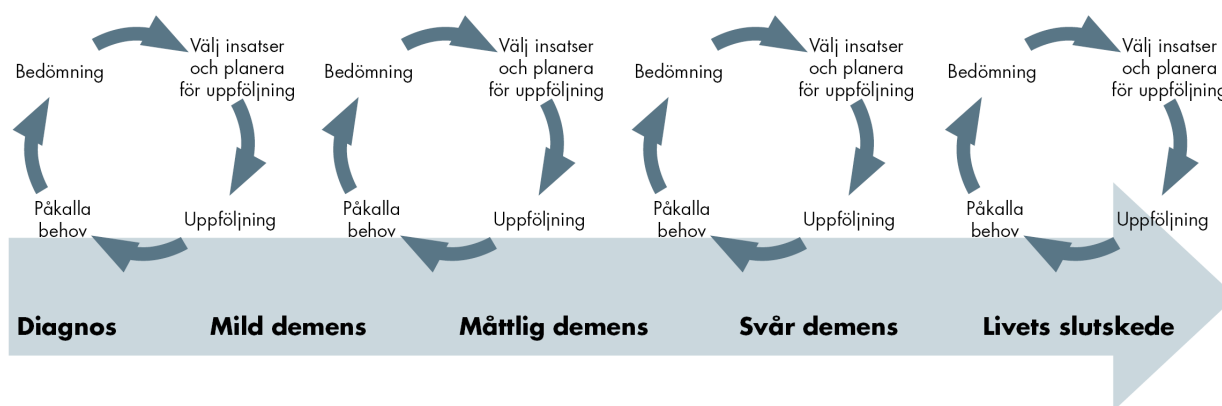 Bedömning
Välj insatser
och planera
för uppföljning
Påkalla
behov
Uppföljning
Bedömning
Välj insatser
och planera
för uppföljning
Påkalla
behov
Uppföljning
Bedömning
Välj insatser
och planera
för uppföljning
Påkalla
behov
Uppföljning
Bedömning
Välj insatser
och planera
för uppföljning
Påkalla
behov
Uppföljning
Diagnos
Mild demens
Måttlig demens
Svår demens
Livets slutskede